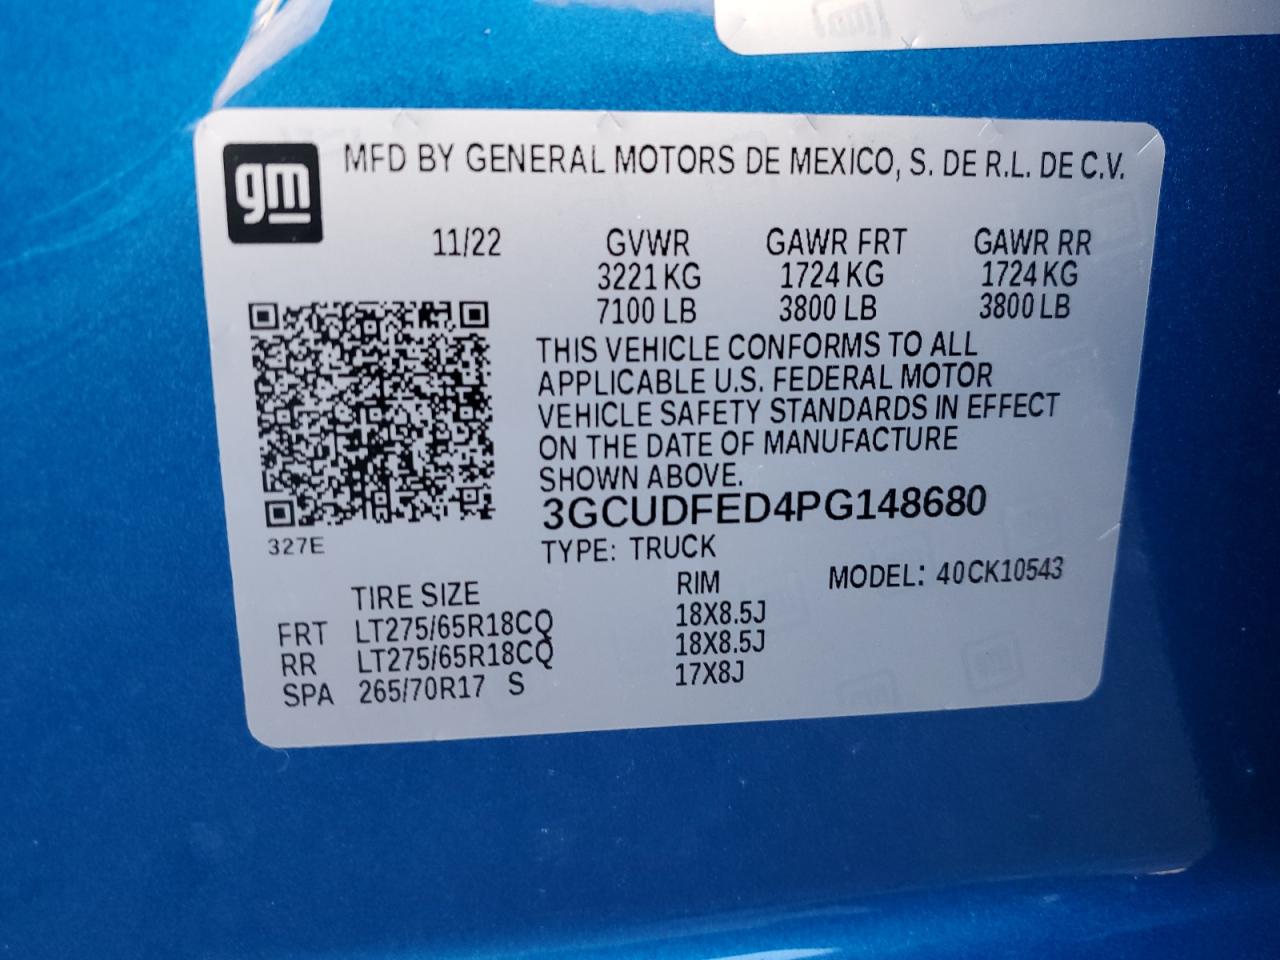 gm
MFD BY GENERAL MOTORS DE MEXICO, S. DE R.L. DE C.V.
11/22 GVWR GAWR FRT GAWR RR
3221 KG 1724 KG 1724 KG
7100 LB 3800 LB 3800 LB
THIS VEHICLE CONFORMS TO ALL
APPLICABLE U.S. FEDERAL MOTOR
VEHICLE SAFETY STANDARDS IN EFFECT
ON THE DATE OF MANUFACTURE
SHOWN ABOVE.
3GCUDFED4PG148680
327E
TYPE: TRUCK
TIRE SIZE RIM MODEL: 40CK10543
FRT LT275/65R18CQ 18X8.5J
RR LT275/65R18CQ 18X8.5J
SPA 265/70R17 S 17X8J